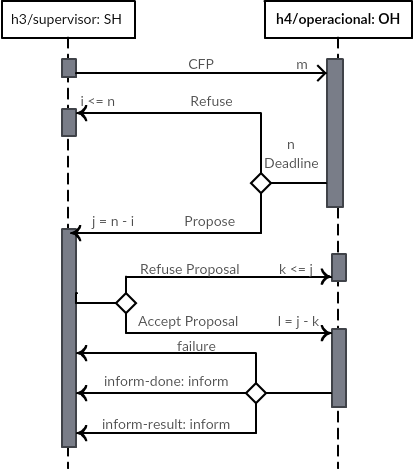 h3/supervisor: SH
h4/operacional: OH
CFP
m
i <= n
Refuse
n
Deadline
j = n - i
Propose
Refuse Proposal
k <= j
Accept Proposal
l = j - k
failure
inform-done: inform
inform-result: inform